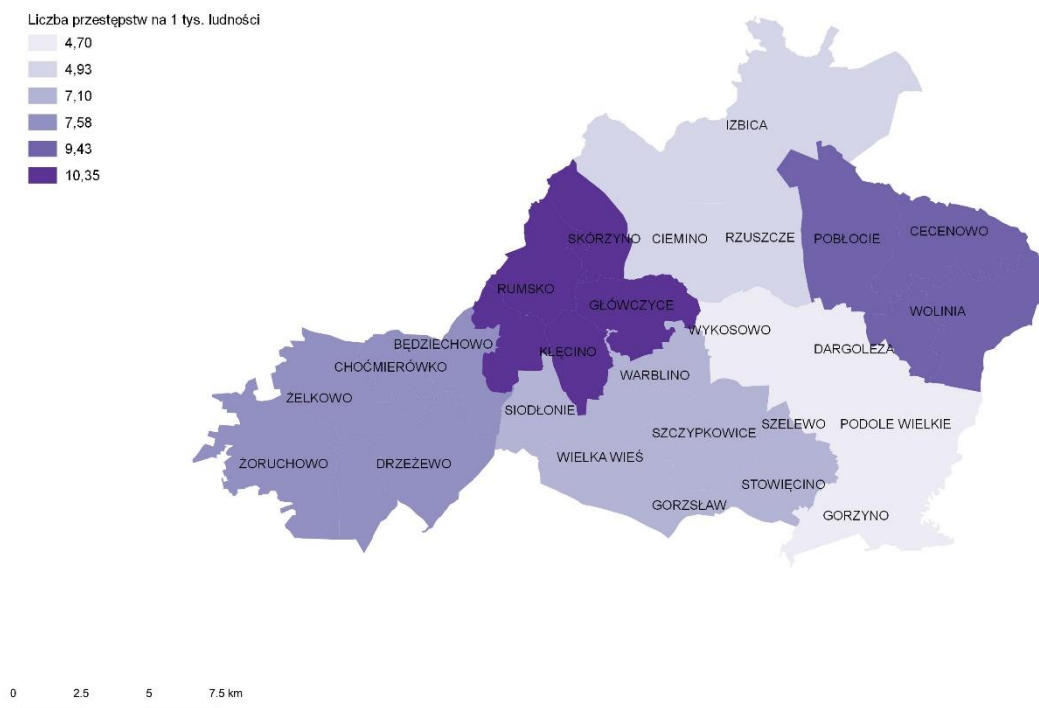 Liczba przestępstw na 1 tys. ludności
4,70
4,93
7,10
7,58
9,43
10,35
IZBICA
SKÓRZYNO
CIEMINO
RZUSZCZE
POBŁOCIE
CECENOWO
RUMSKO
GŁÓWCZYCE
WOLINIA
WYKOSOWO
BĘDZIECHOWO
KLĘCINO
DARGOLEZA
CHOĆMIERÓWKO
WARBLINO
ŻELKOWO
SIODŁONIE
SZCZYPKOWICE
SZELEWO
PODOLE WIELKIE
ŻORUCHOWO
DRZEŻEWO
WIELKA WIEŚ
STOWIĘCINO
GORZSŁAW
GORZYNO
0 2.5 5 7.5 km